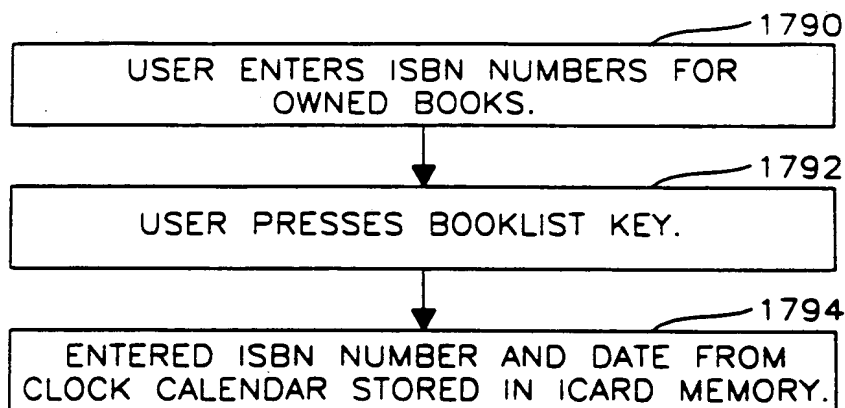 1790
USER ENTERS ISBN NUMBERS FOR
OWNED BOOKS.
1792
USER PRESSES BOOKLIST KEY.
1794
ENTERED ISBN NUMBER AND DATE FROM
CLOCK CALENDAR STORED IN ICARD MEMORY.